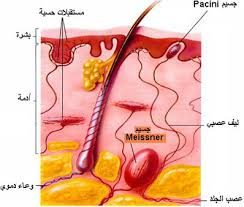 جسيم Pacini
مستقبلات حسية
بشرة
أدمة
ليف عصبي
جسيم
Meissner
وعاء دموي
عصب الجلد